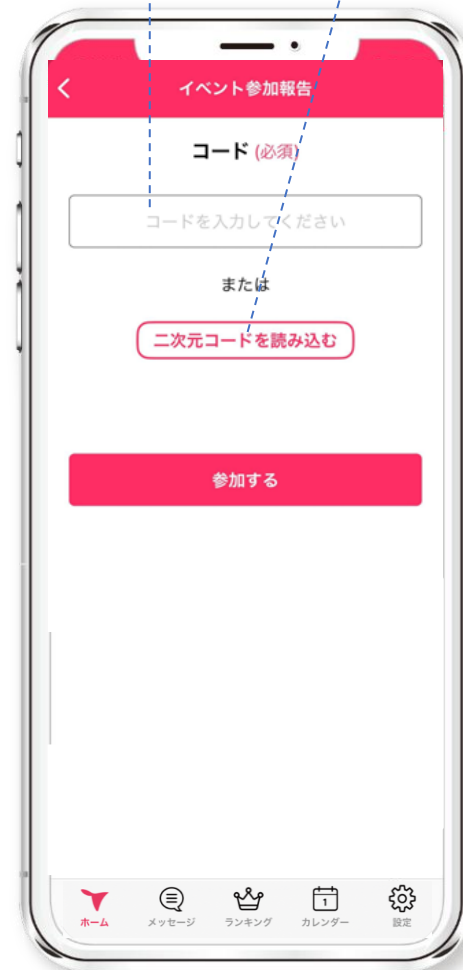 イベント参加報告
コード (必須)
コードを入力してください
または
二次元コードを読み込む
参加する
1
ホーム メッセージ ランキング カレンダー 設定